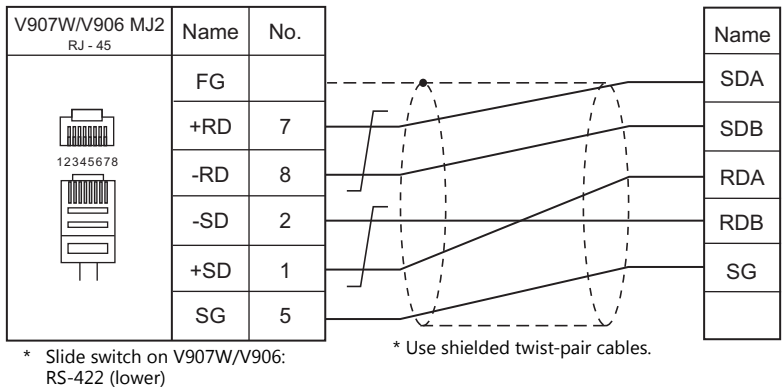 V907W/V906 MJ2 Name No.
RJ - 45
Name
FG
SDA
+RD 7
SDB
12345678
-RD 8
RDA
-SD 2
RDB
+SD 1
SG
SG 5
* Slide switch on V907W/V906:
RS-422 (lower)
* Use shielded twist-pair cables.